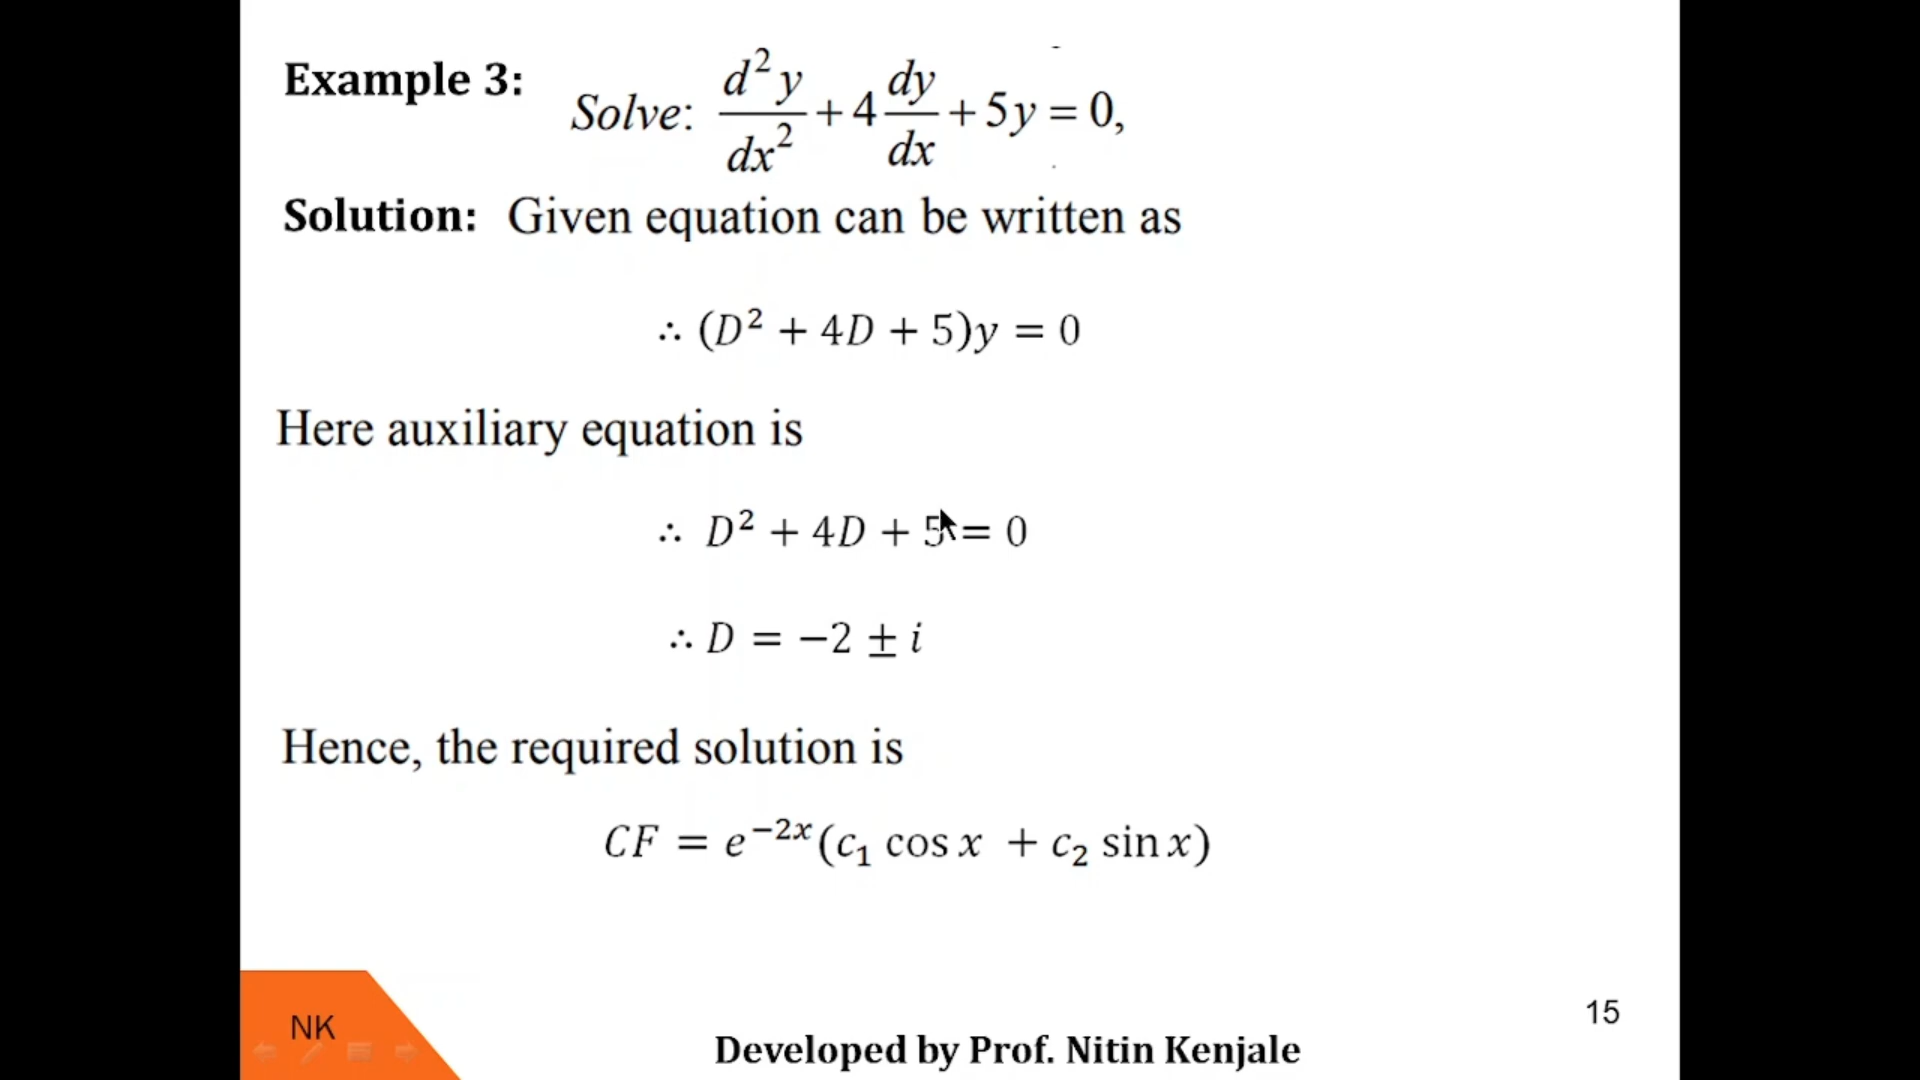 Example 3: Solve: d²y/dx² + 4 dy/dx + 5y = 0,
Solution: Given equation can be written as
∴ (D² + 4D + 5)y = 0
Here auxiliary equation is
∴ D² + 4D + 5 = 0
∴ D = −2 ± i
Hence, the required solution is
CF = e⁻²ˣ(c₁ cos x + c₂ sin x)
NK
15
Developed by Prof. Nitin Kenjale